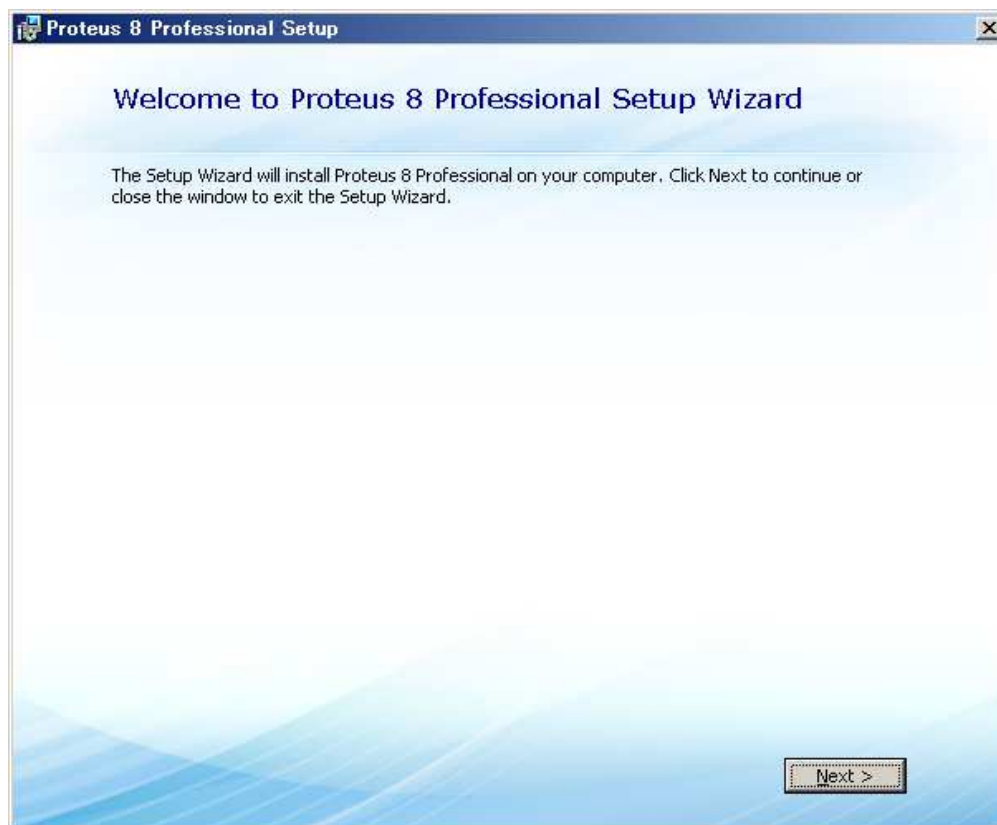 Proteus 8 Professional Setup
Welcome to Proteus 8 Professional Setup Wizard
The Setup Wizard will install Proteus 8 Professional on your computer. Click Next to continue or
close the window to exit the Setup Wizard.
Next >